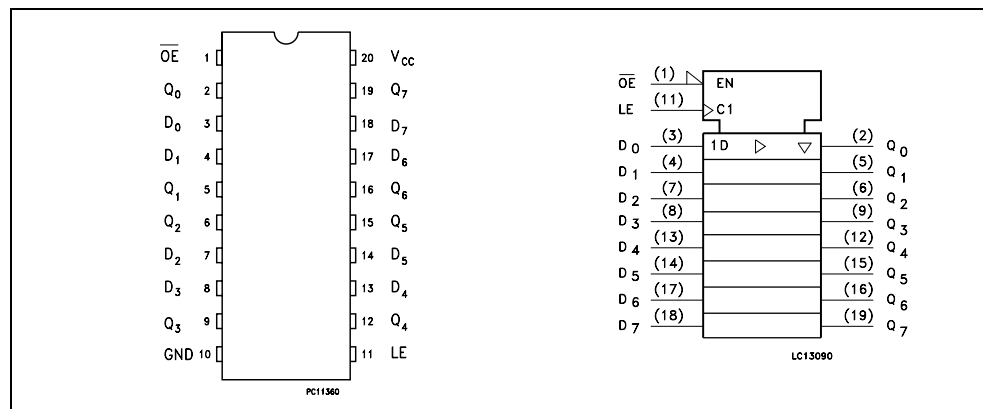 OE 1 20 VCC
Q0 2 19 Q7
D0 3 18 D7
D1 4 17 D6
Q1 5 16 Q6
Q2 6 15 Q5
D2 7 14 D5
D3 8 13 D4
Q3 9 12 Q4
GND 10 11 LE
PC11360
OE (1) EN
LE (11) C1
D0 (3) 1D (2) Q0
D1 (4) (5) Q1
D2 (7) (6) Q2
D3 (8) (9) Q3
D4 (13) (12) Q4
D5 (14) (15) Q5
D6 (17) (16) Q6
D7 (18) (19) Q7
LC13090